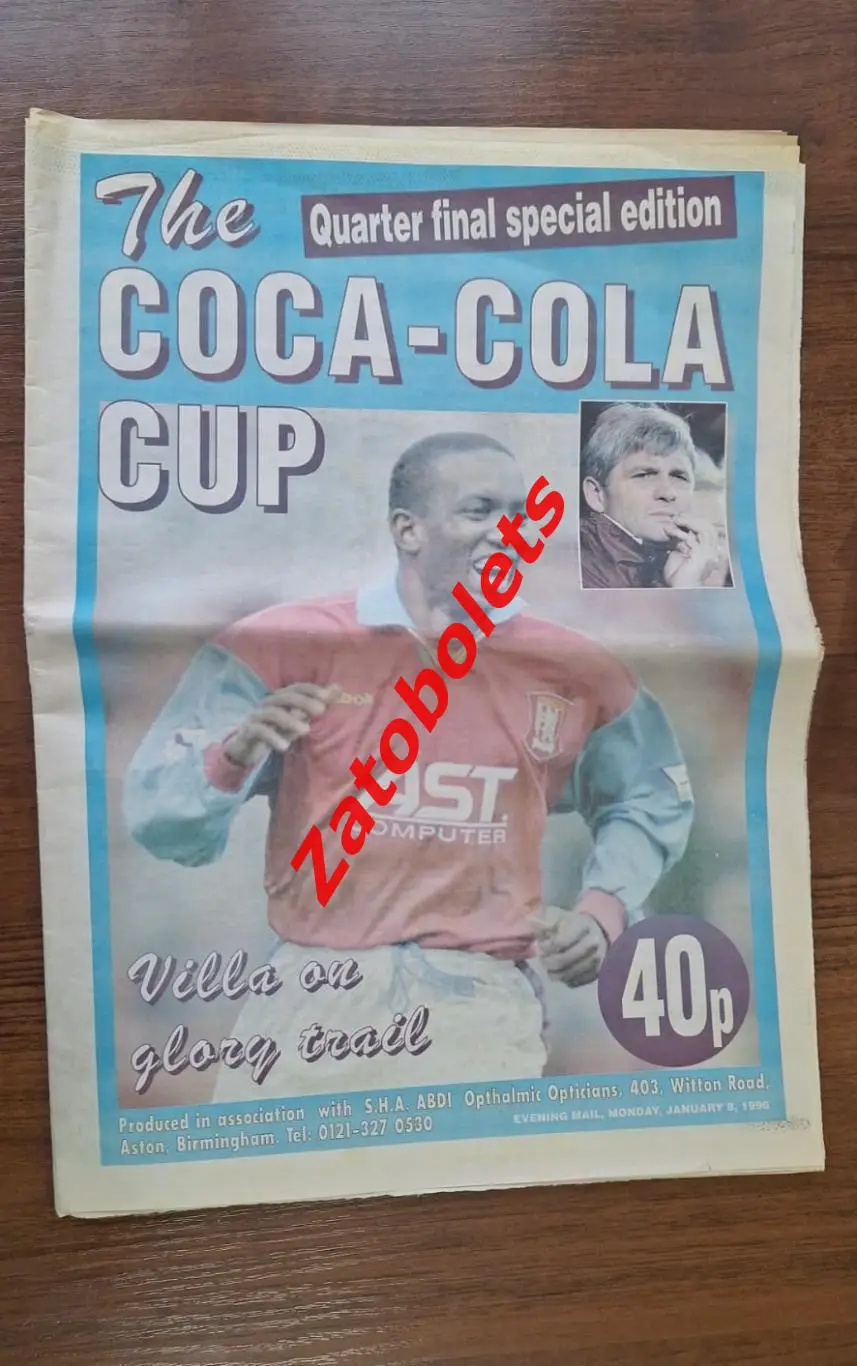 The
Quarter final special edition
COCA-COLA
CUP
Zatobolets
AST
COMPUTER
Villa on
glory trail
40p
Produced in association with S.H.A. ABDI Opthalmic Opticians, 403, Witton Road,
Aston, Birmingham. Tel: 0121-327 0530
EVENING MAIL, MONDAY, JANUARY 8, 1996